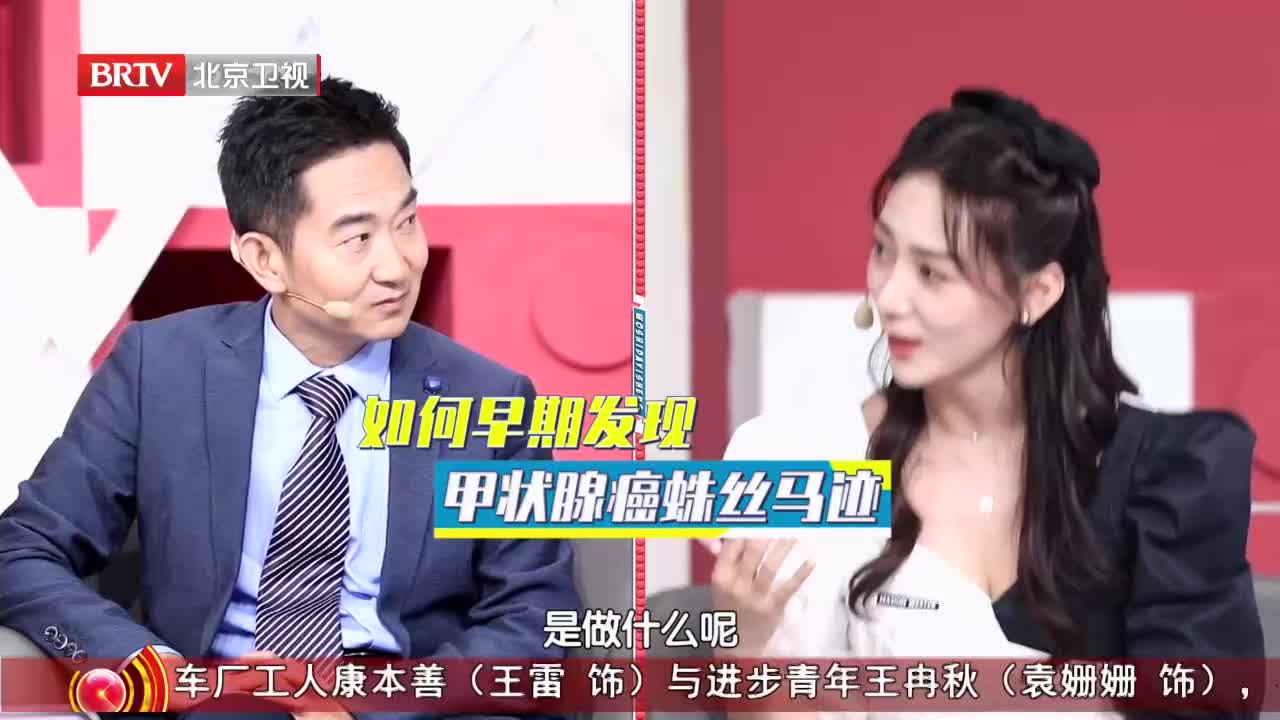 BRTV 北京卫视
WOSHIDAYISHENG
如何早期发现
甲状腺癌蛛丝马迹
是做什么呢
车厂工人康本善（王雷 饰）与进步青年王冉秋（袁姗姗 饰），